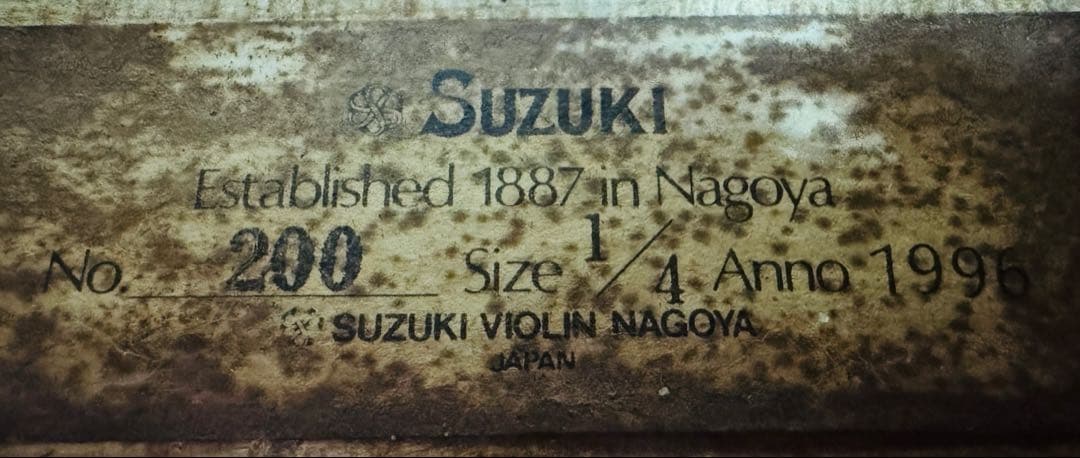 SUZUKI
Established 1887 in Nagoya
No. 200 Size 1/4 Anno 1996
SUZUKI VIOLIN NAGOYA
JAPAN